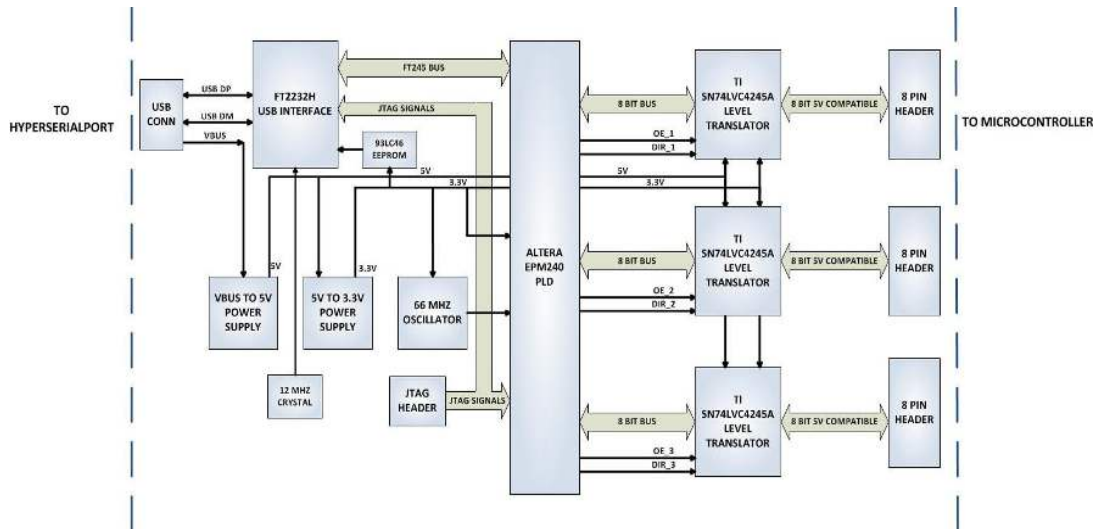 TO
HYPERSERIALPORT
USB
CONN
USB DP
USB DM
VBUS
FT2232H
USB INTERFACE
FT245 BUS
JTAG SIGNALS
93LC46
EEPROM
5V
3.3V
5V
3.3V
VBUS TO 5V
POWER
SUPPLY
5V TO 3.3V
POWER
SUPPLY
66 MHZ
OSCILLATOR
12 MHZ
CRYSTAL
JTAG
HEADER
JTAG SIGNALS
ALTERA
EPM240
PLD
8 BIT BUS
OE_1
DIR_1
5V
3.3V
TI
SN74LVC4245A
LEVEL
TRANSLATOR
8 BIT 5V COMPATIBLE
8 PIN
HEADER
8 BIT BUS
OE_2
DIR_2
TI
SN74LVC4245A
LEVEL
TRANSLATOR
8 BIT 5V COMPATIBLE
8 PIN
HEADER
8 BIT BUS
OE_3
DIR_3
TI
SN74LVC4245A
LEVEL
TRANSLATOR
8 BIT 5V COMPATIBLE
8 PIN
HEADER
TO MICROCONTROLLER